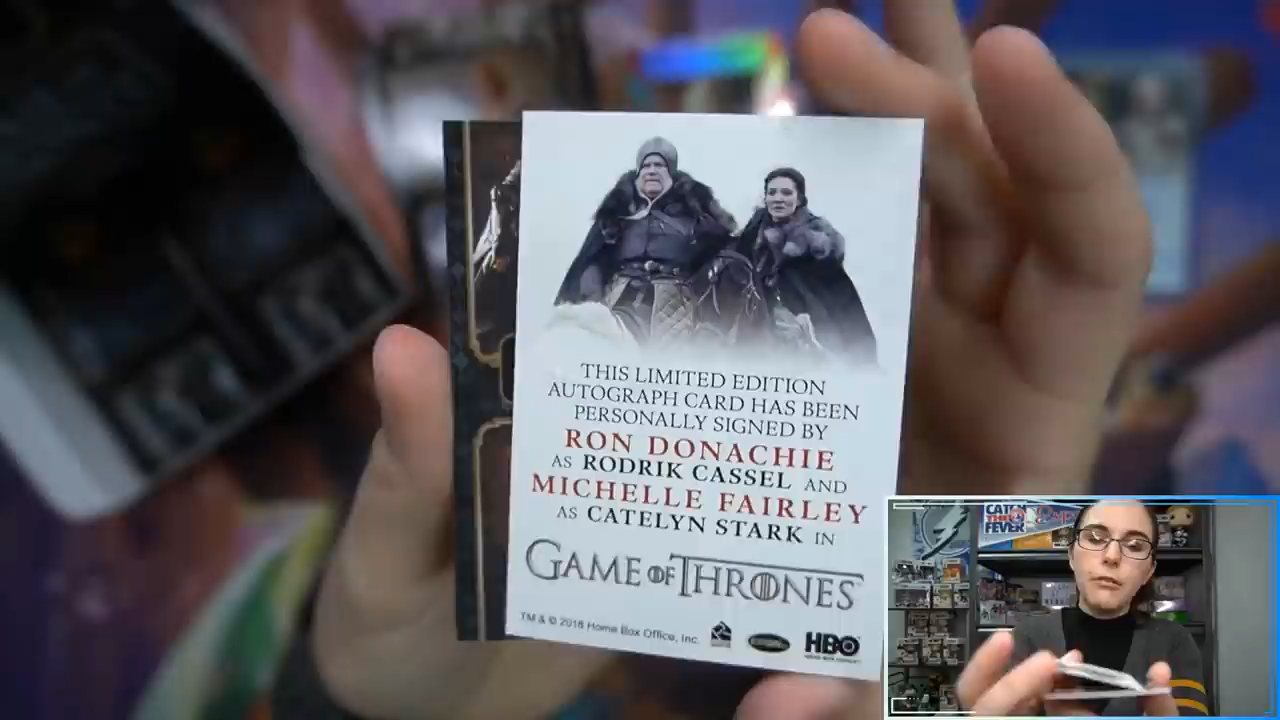 THIS LIMITED EDITION
AUTOGRAPH CARD HAS BEEN
PERSONALLY SIGNED BY
RON DONACHIE
AS RODRIK CASSEL AND
MICHELLE FAIRLEY
AS CATELYN STARK IN
GAME OF THRONES
TM & © 2018 Home Box Office, Inc.
HBO
CATCH
THE
FEVER